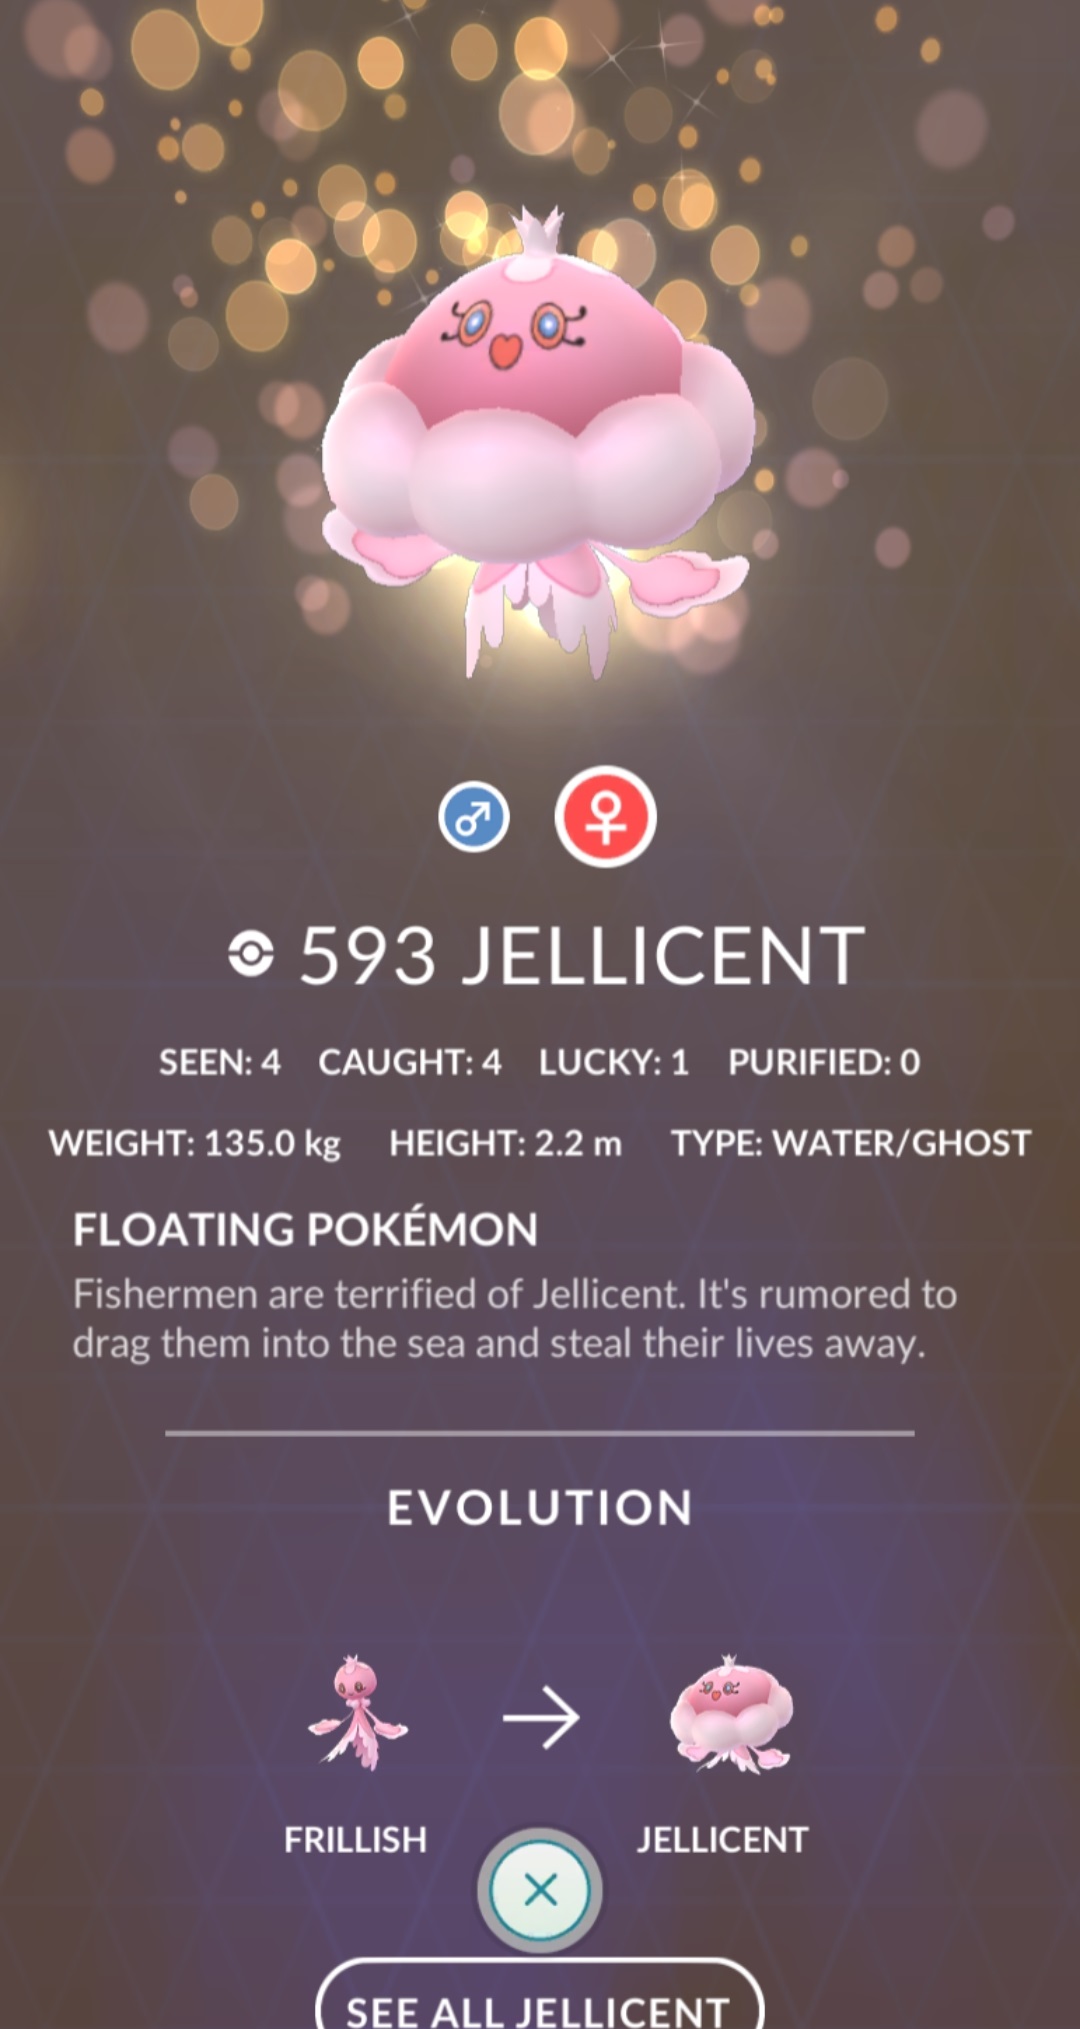 593 JELLICENT
SEEN: 4 CAUGHT: 4 LUCKY: 1 PURIFIED: 0
WEIGHT: 135.0 kg HEIGHT: 2.2 m TYPE: WATER/GHOST
FLOATING POKÉMON
Fishermen are terrified of Jellicent. It's rumored to
drag them into the sea and steal their lives away.
EVOLUTION
FRILLISH JELLICENT
SEE ALL JELLICENT